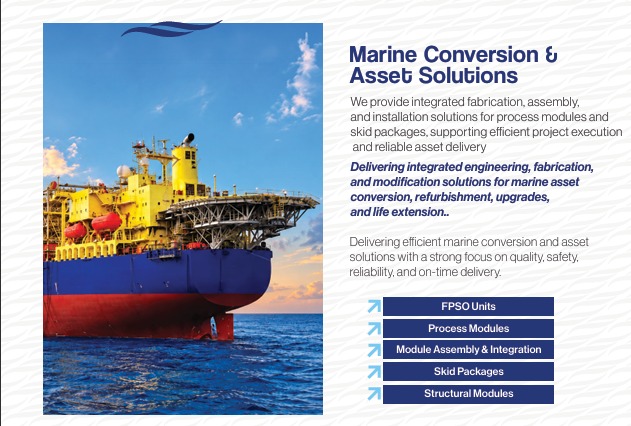 Marine Conversion &
Asset Solutions
We provide integrated fabrication, assembly,
and installation solutions for process modules and
skid packages, supporting efficient project execution
and reliable asset delivery
Delivering integrated engineering, fabrication,
and modification solutions for marine asset
conversion, refurbishment, upgrades,
and life extension..
Delivering efficient marine conversion and asset
solutions with a strong focus on quality, safety,
reliability, and on-time delivery.
FPSO Units
Process Modules
Module Assembly & Integration
Skid Packages
Structural Modules